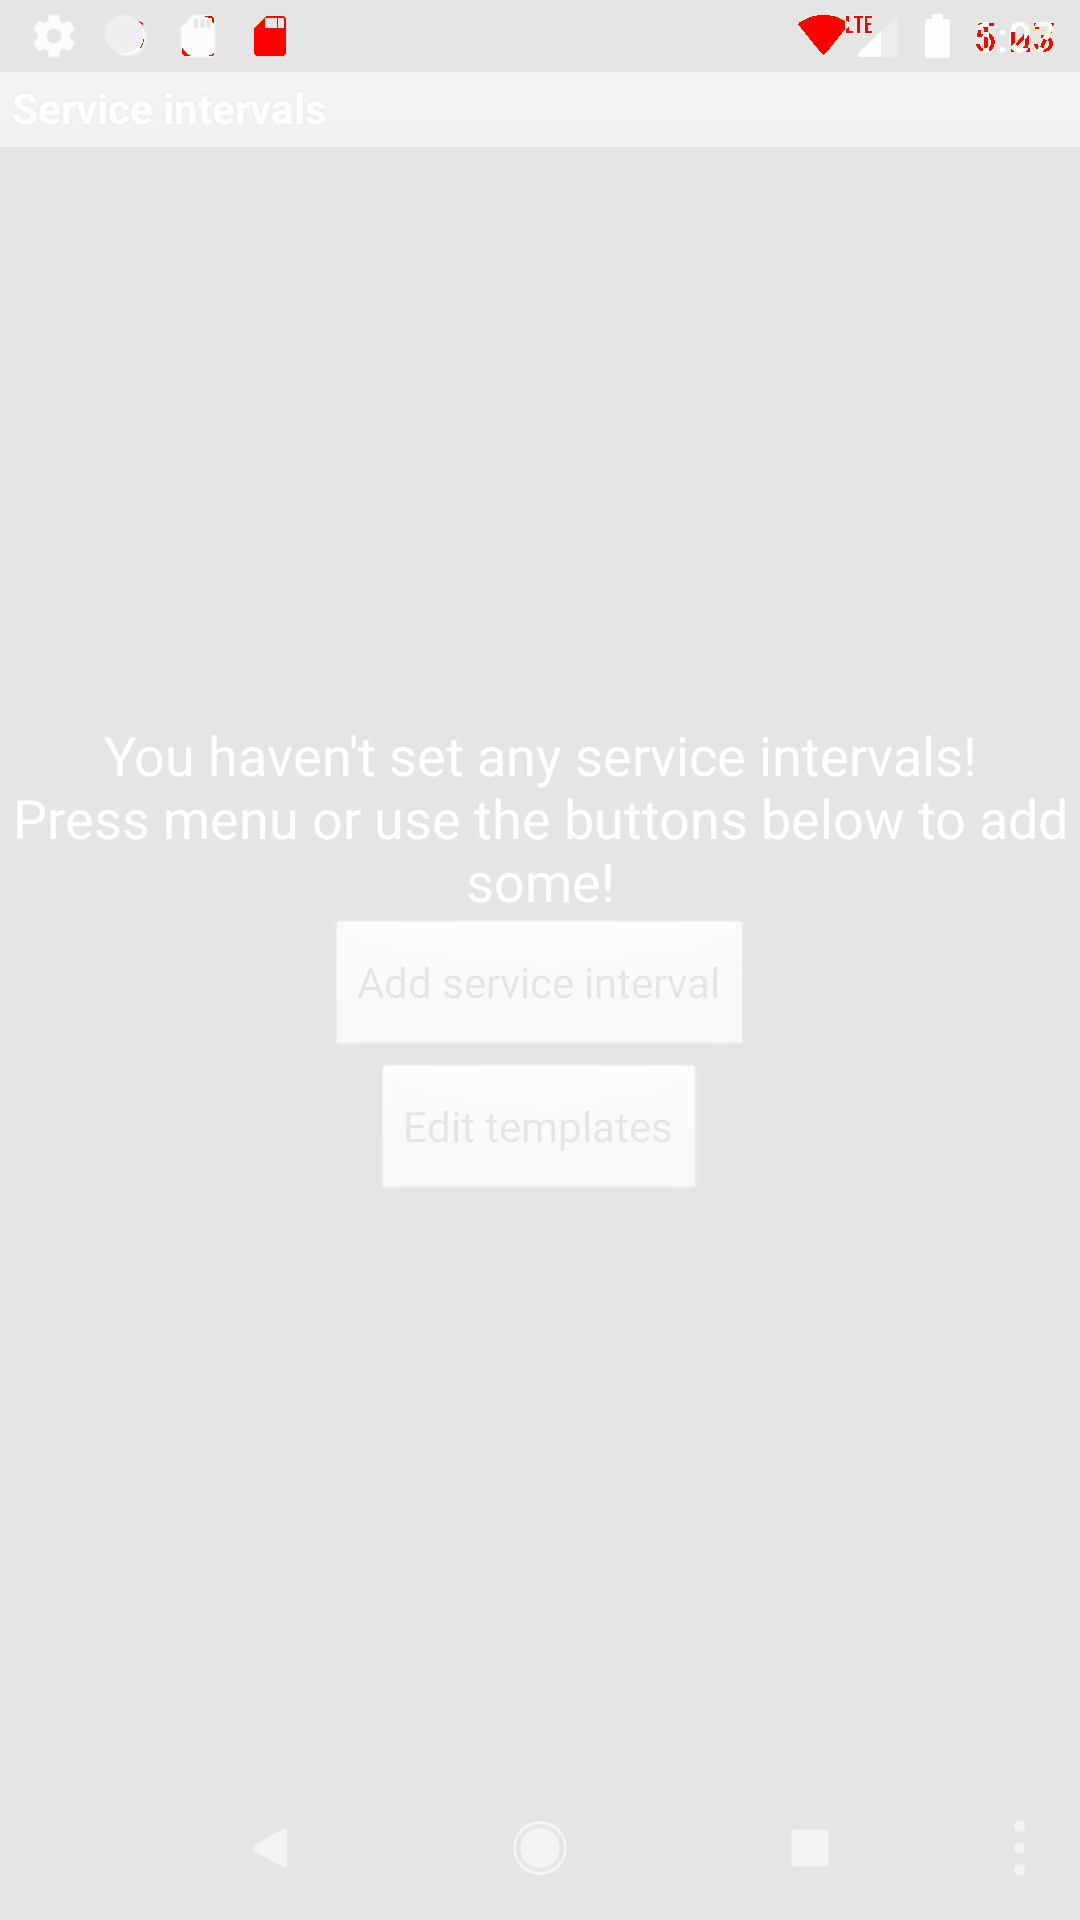 LTE
Service intervals
You haven't set any service intervals!
Press menu or use the buttons below to add
some!
Add service interval
Edit templates